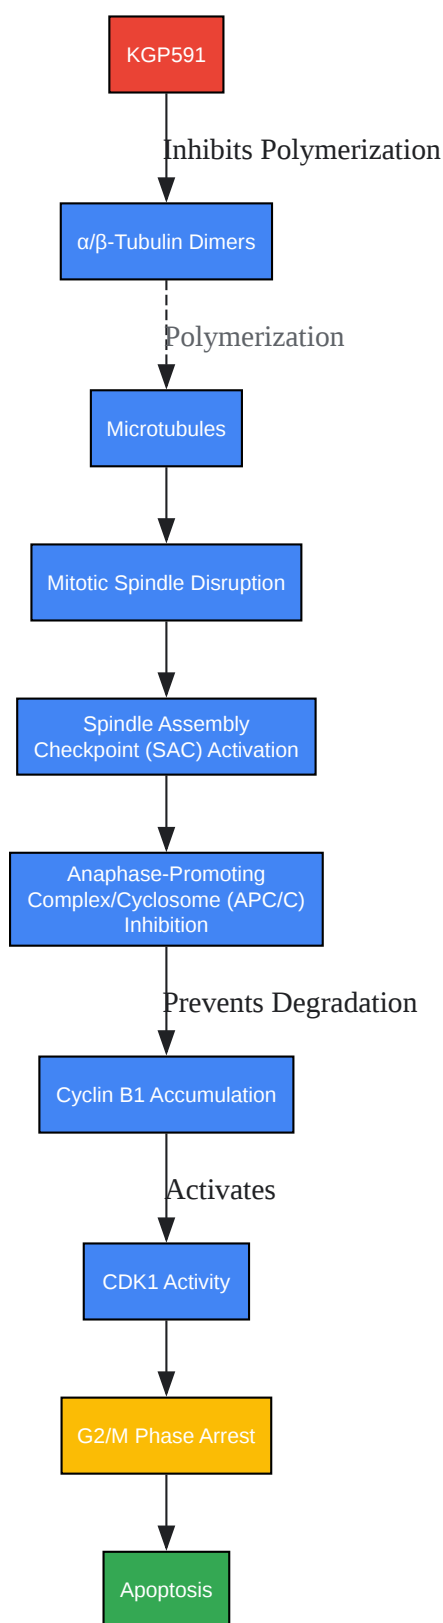 KGP591
Inhibits Polymerization
α/β-Tubulin Dimers
Polymerization
Microtubules
Mitotic Spindle Disruption
Spindle Assembly
Checkpoint (SAC) Activation
Anaphase-Promoting
Complex/Cyclosome (APC/C)
Inhibition
Prevents Degradation
Cyclin B1 Accumulation
Activates
CDK1 Activity
G2/M Phase Arrest
Apoptosis